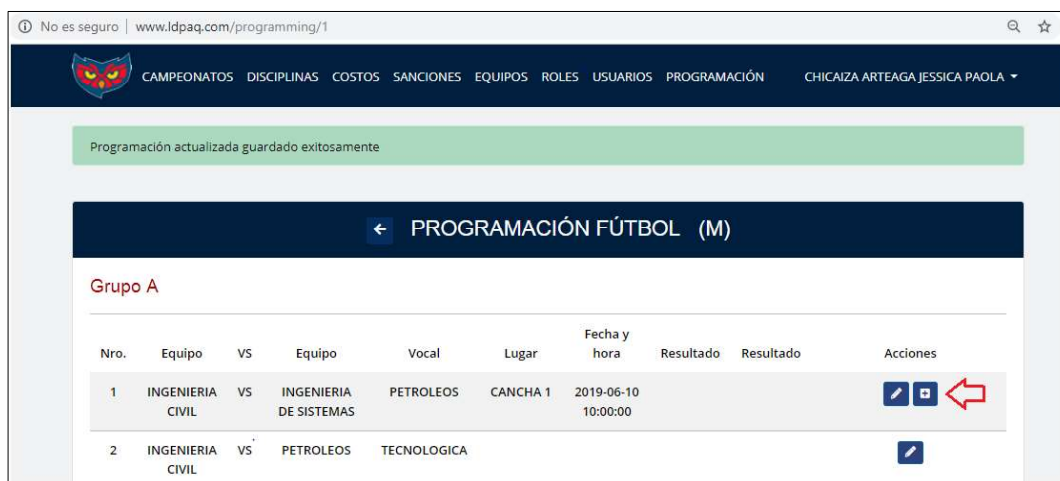 No es seguro | www.ldpaq.com/programming/1
CAMPEONATOS DISCIPLINAS COSTOS SANCIONES EQUIPOS ROLES USUARIOS PROGRAMACIÓN CHICAIZA ARTEAGA JESSICA PAOLA
Programación actualizada guardado exitosamente
PROGRAMACIÓN FÚTBOL (M)
Grupo A
Fecha y
Nro. Equipo VS Equipo Vocal Lugar hora Resultado Resultado Acciones
1 INGENIERIA VS INGENIERIA PETROLEOS CANCHA 1 2019-06-10
CIVIL DE SISTEMAS 10:00:00
2 INGENIERIA VS PETROLEOS TECNOLOGICA
CIVIL